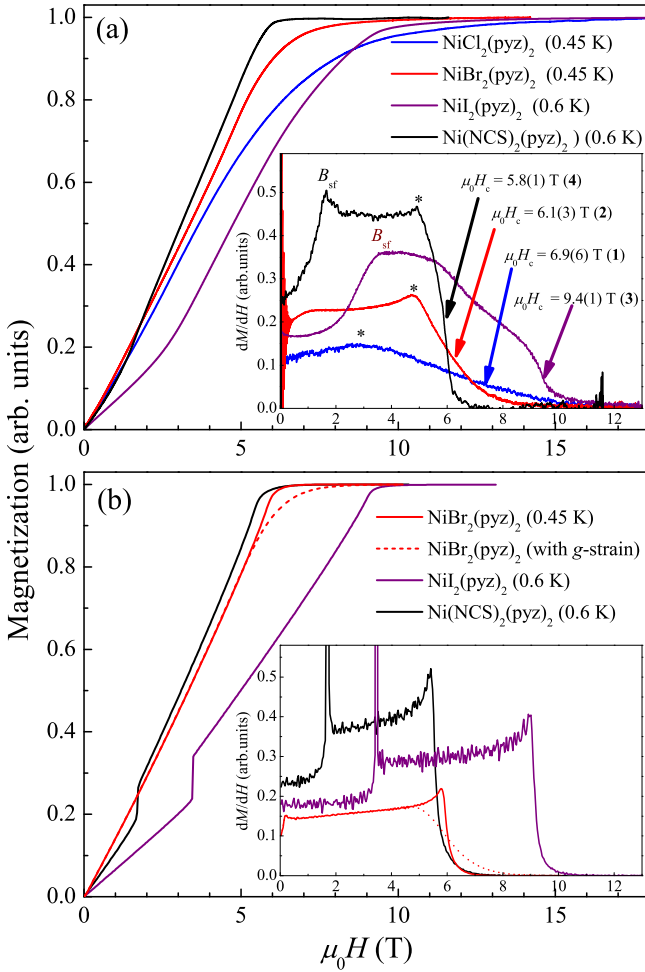 (a)
NiCl₂(pyz)₂ (0.45 K)
NiBr₂(pyz)₂ (0.45 K)
NiI₂(pyz)₂ (0.6 K)
Ni(NCS)₂(pyz)₂ ) (0.6 K)
1.0
0.8
0.6
0.4
0.2
0.0
0 5 10 15
B_sf
*
B_sf
*
*
μ₀H_c = 5.8(1) T (4)
μ₀H_c = 6.1(3) T (2)
μ₀H_c = 6.9(6) T (1)
μ₀H_c = 9.4(1) T (3)
dM/dH (arb.units)
0.5
0.4
0.3
0.2
0.1
0.0
0 2 4 6 8 10 12
Magnetization (arb. units)
(b)
NiBr₂(pyz)₂ (0.45 K)
NiBr₂(pyz)₂ (with g-strain)
NiI₂(pyz)₂ (0.6 K)
Ni(NCS)₂(pyz)₂ (0.6 K)
1.0
0.8
0.6
0.4
0.2
0.0
dM/dH (arb.units)
0.5
0.4
0.3
0.2
0.1
0.0
0 2 4 6 8 10 12
0 5 10 15
μ₀H (T)